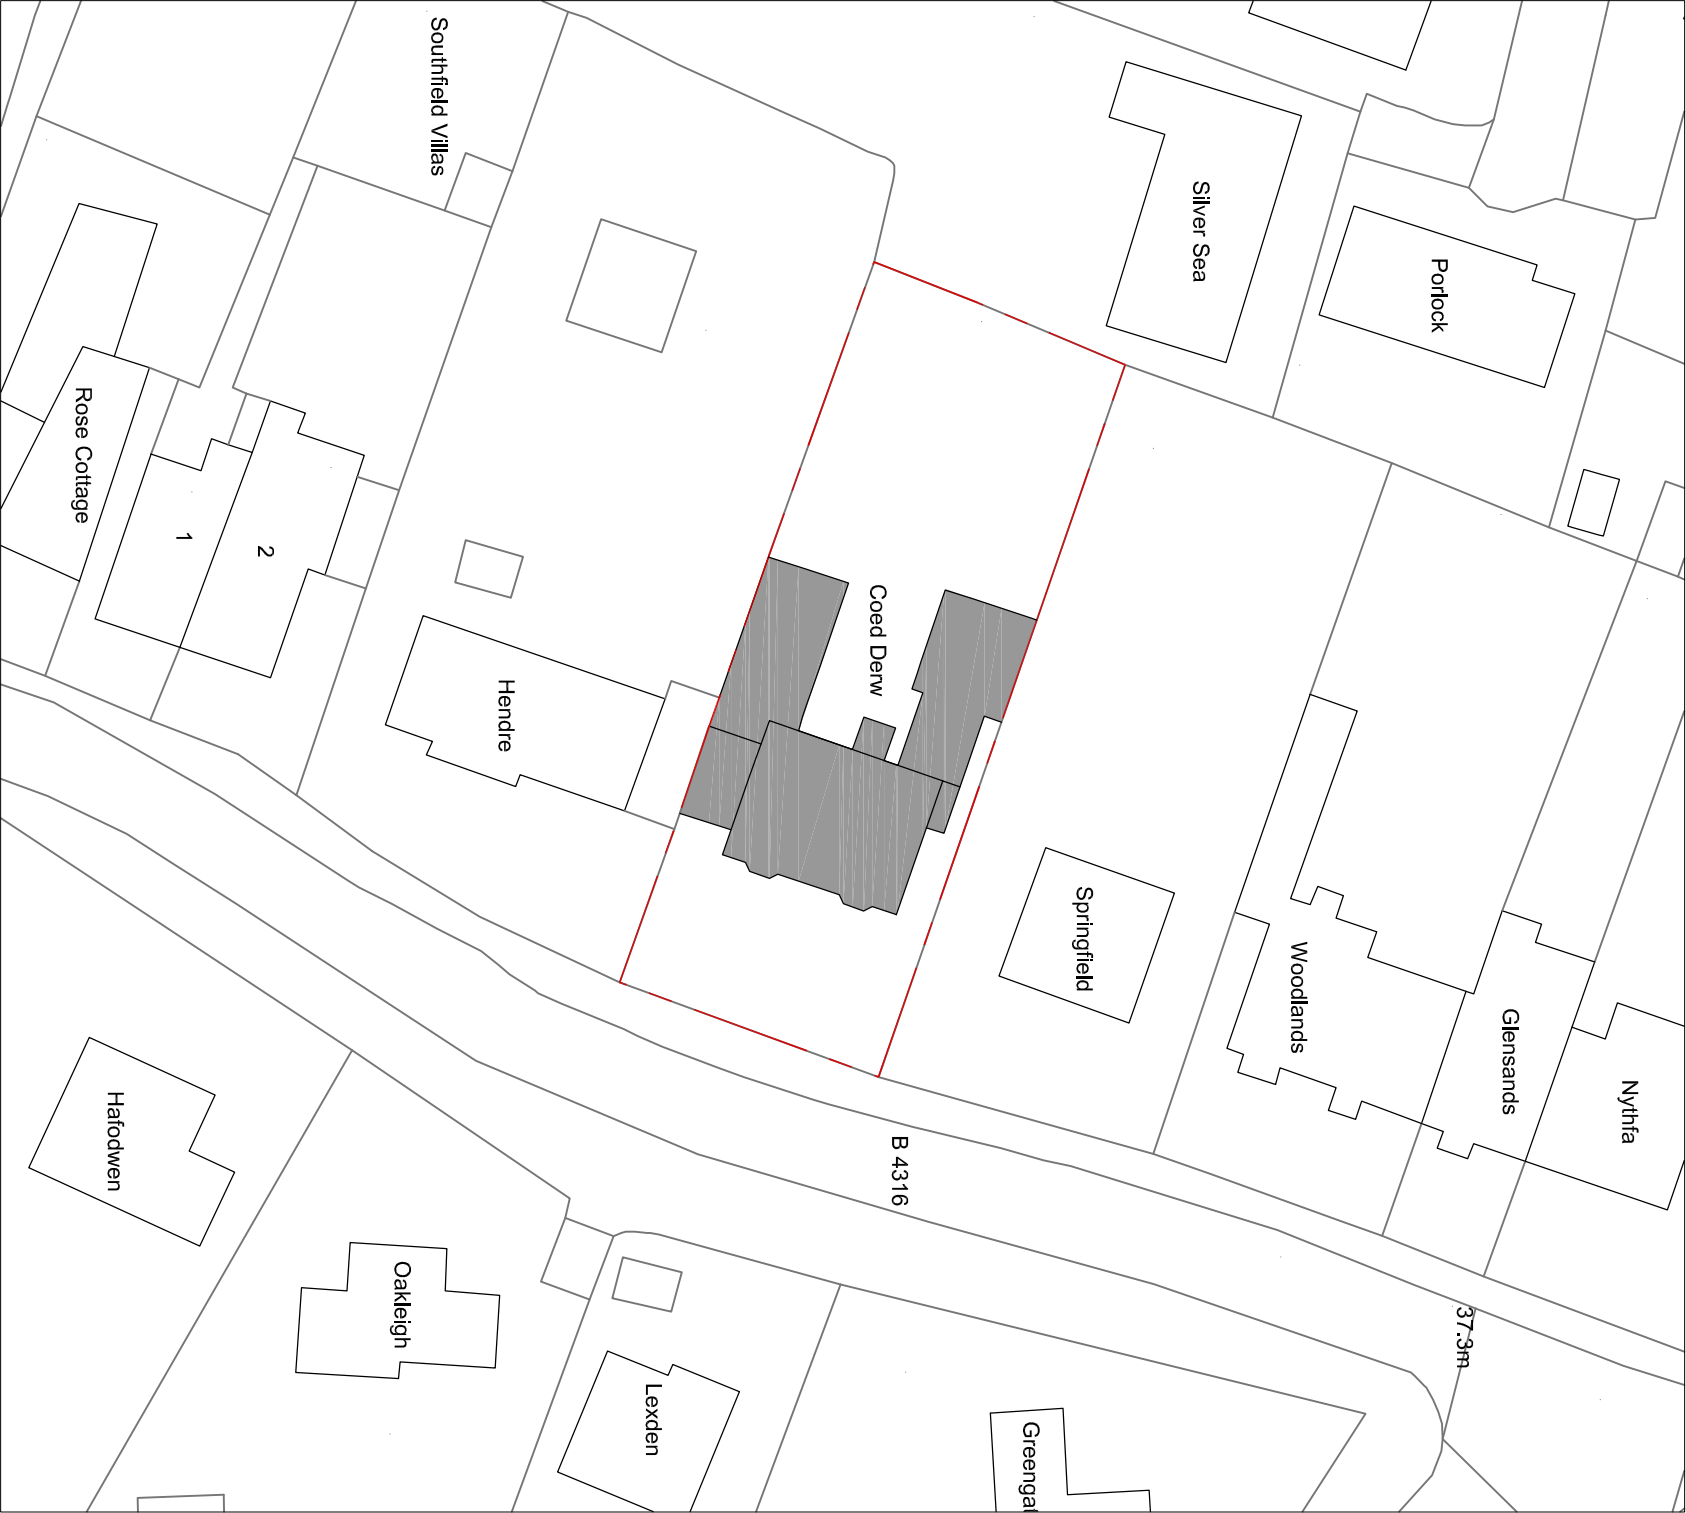 Southfield Villas
Silver Sea
Porlock
Rose Cottage
1
2
Coed Derw
Hendre
Springfield
Woodlands
Glensands
Nythfa
Hafodwen
B 4316
Oakleigh
37.3m
Lexden
Greengat